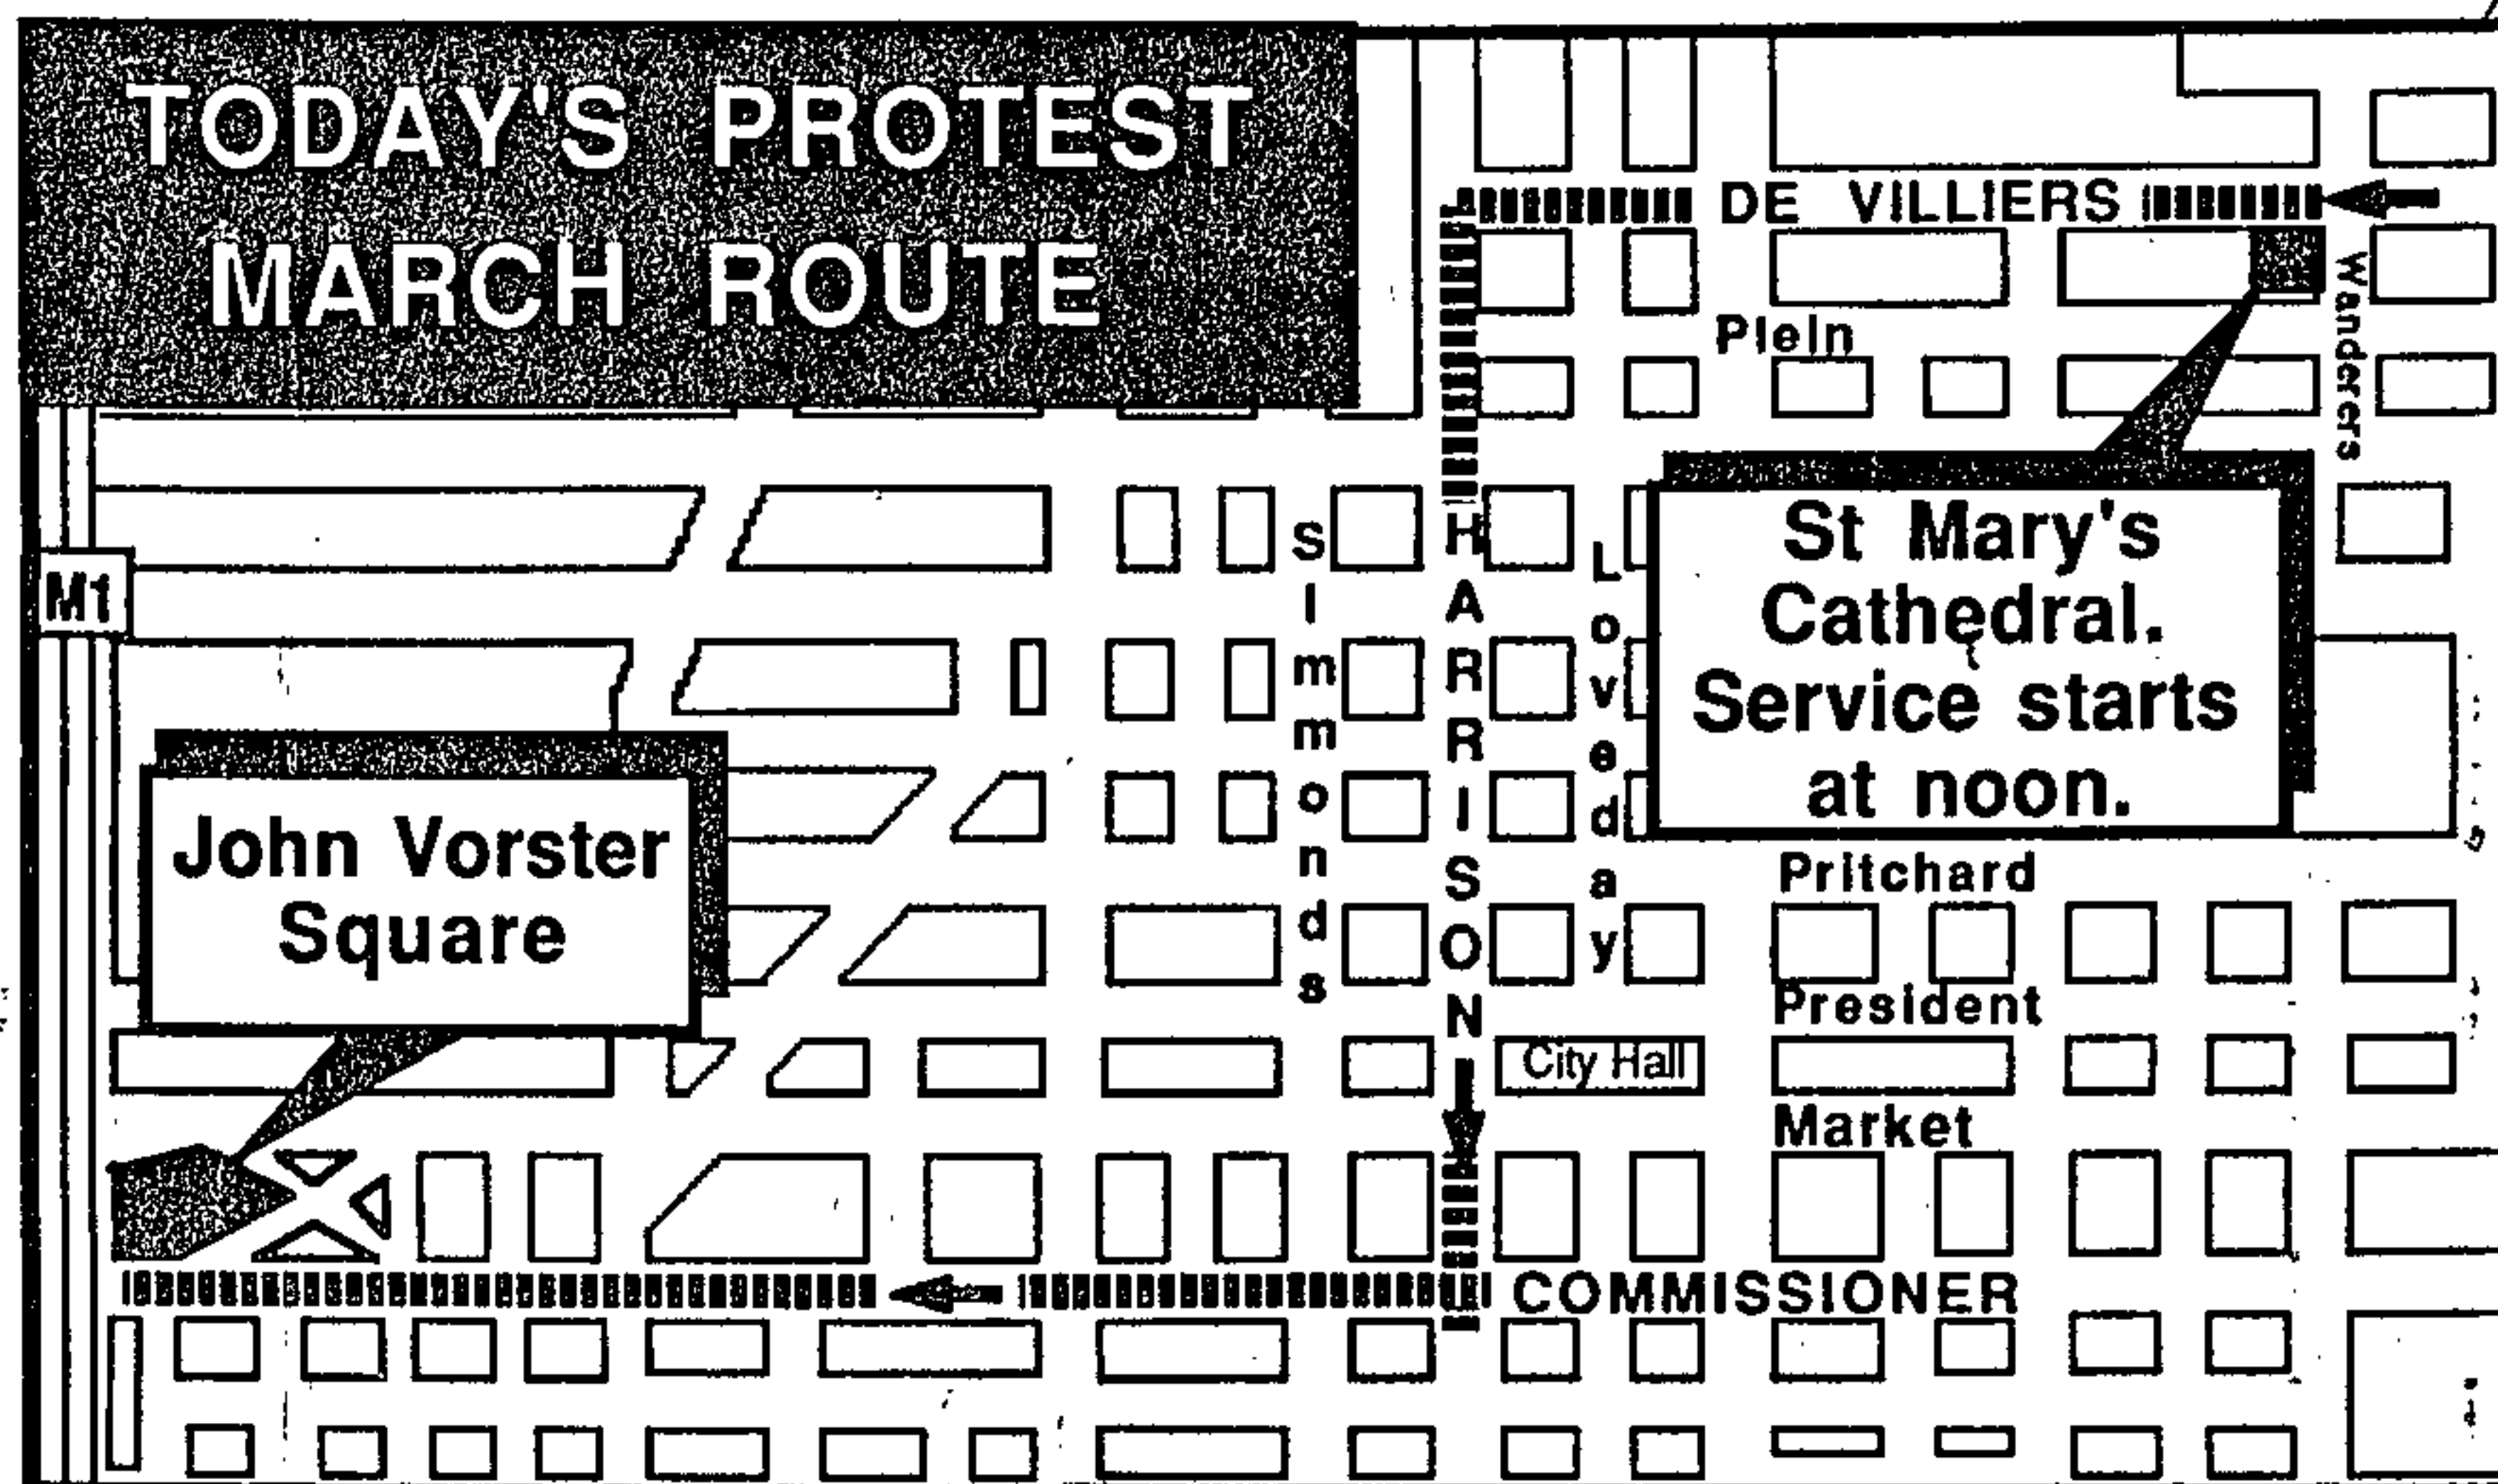 TODAY'S PROTEST
MARCH ROUTE
DE VILLIERS
Wanderers
Plein
St Mary's
Cathedral.
Service starts
at noon.
M1
Simmonds
HARRISON
Loveday
John Vorster
Square
Pritchard
President
City Hall
Market
COMMISSIONER